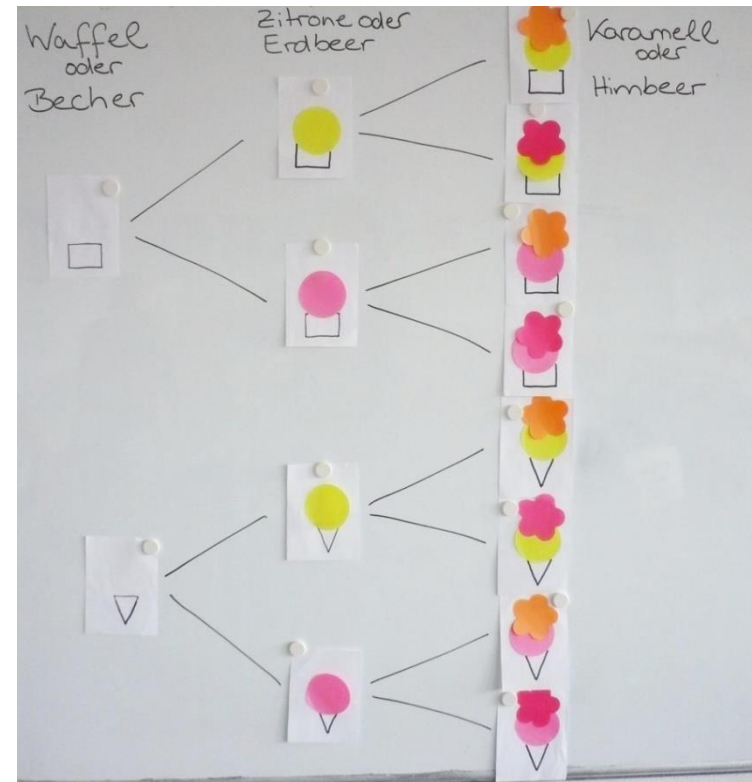 Waffel
oder
Becher
Zitrone oder
Erdbeer
Karamell
oder
Himbeer